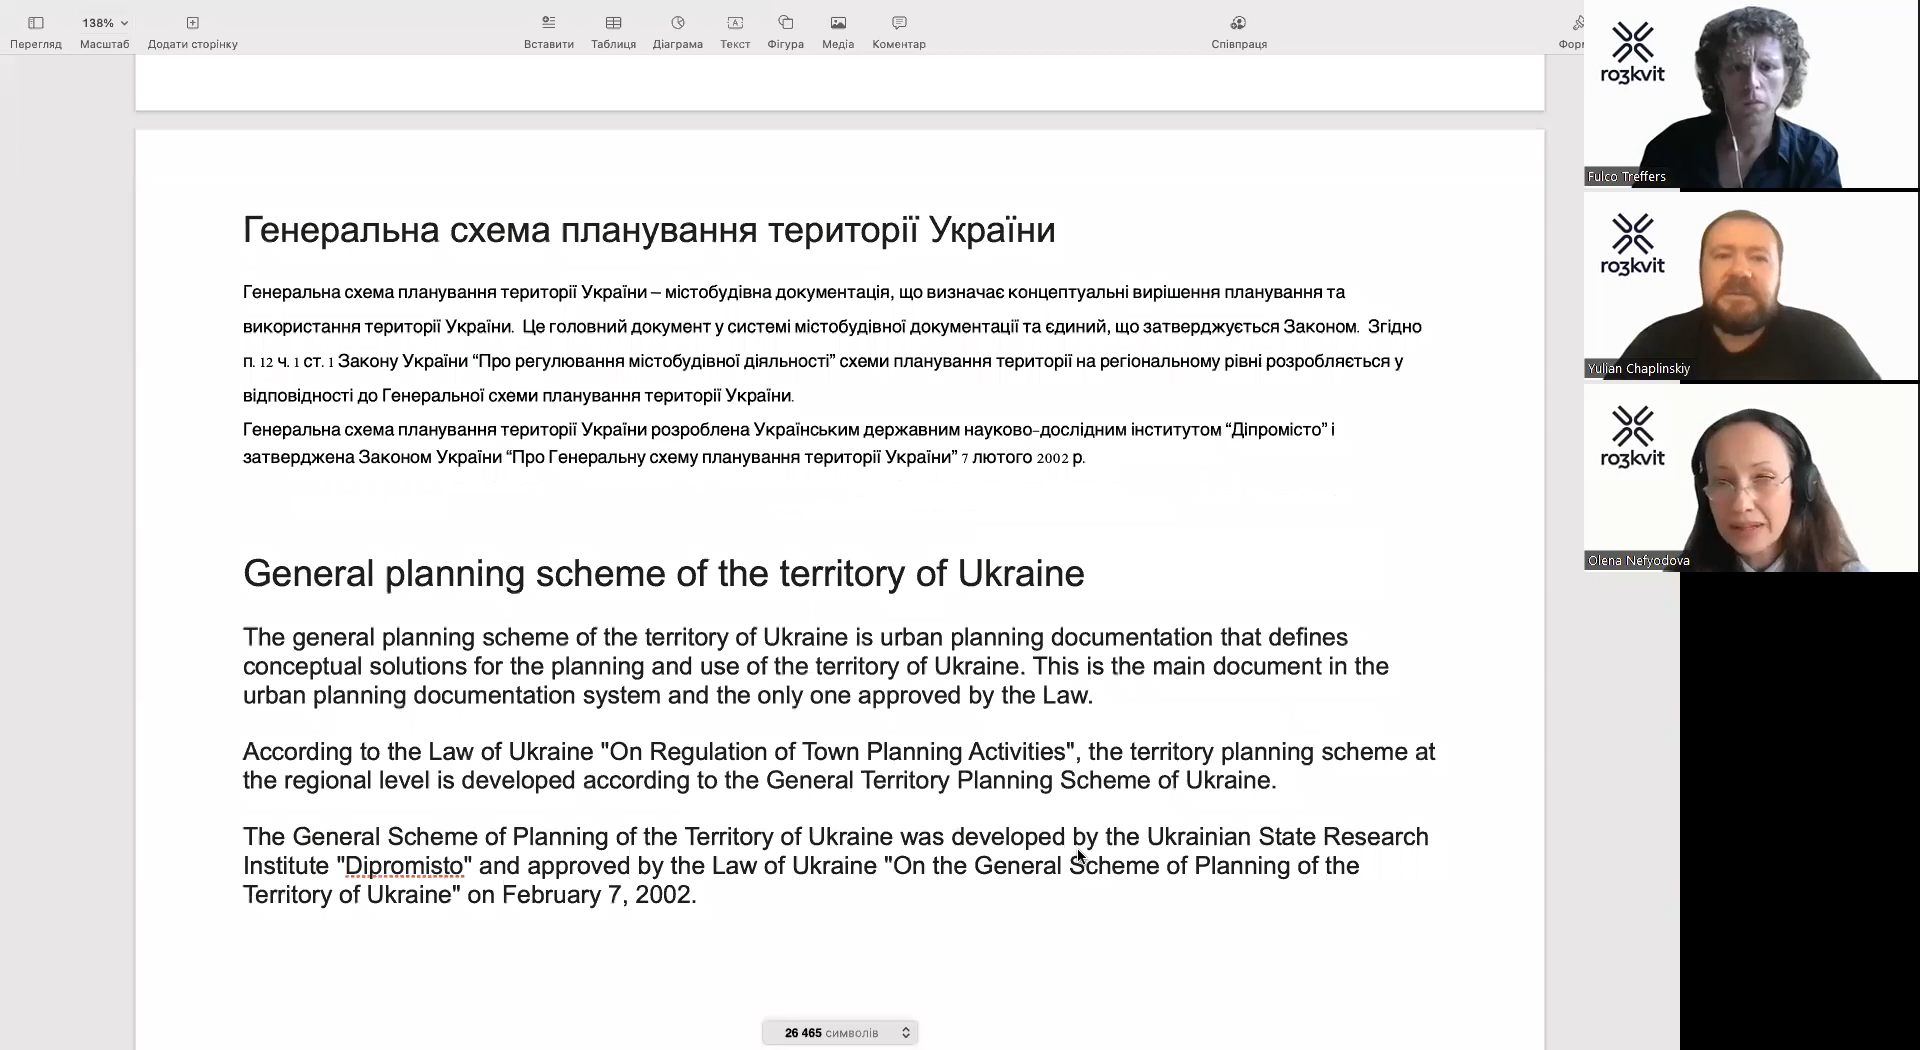 138%
Перегляд
Масштаб
Додати сторінку
Вставити
Таблиця
Діаграма
Текст
Фігура
Медіа
Коментар
Співпраця
Генеральна схема планування території України
Генеральна схема планування території України – містобудівна документація, що визначає концептуальні вирішення планування та
використання території України.  Це головний документ у системі містобудівної документації та єдиний, що затверджується Законом.  Згідно
п. 12 ч. 1 ст. 1 Закону України “Про регулювання містобудівної діяльності” схеми планування території на регіональному рівні розробляється у
відповідності до Генеральної схеми планування території України.
Генеральна схема планування території України розроблена Українським державним науково-дослідним інститутом “Діпромісто” і
затверджена Законом України “Про Генеральну схему планування території України” 7 лютого 2002 р.
General planning scheme of the territory of Ukraine
The general planning scheme of the territory of Ukraine is urban planning documentation that defines
conceptual solutions for the planning and use of the territory of Ukraine. This is the main document in the
urban planning documentation system and the only one approved by the Law.
According to the Law of Ukraine "On Regulation of Town Planning Activities", the territory planning scheme at
the regional level is developed according to the General Territory Planning Scheme of Ukraine.
The General Scheme of Planning of the Territory of Ukraine was developed by the Ukrainian State Research
Institute "Dipromisto" and approved by the Law of Ukraine "On the General Scheme of Planning of the
Territory of Ukraine" on February 7, 2002.
26 465 символів
ro3kvit
Fulco Treffers
ro3kvit
Yulian Chaplinskiy
ro3kvit
Olena Nefyodova